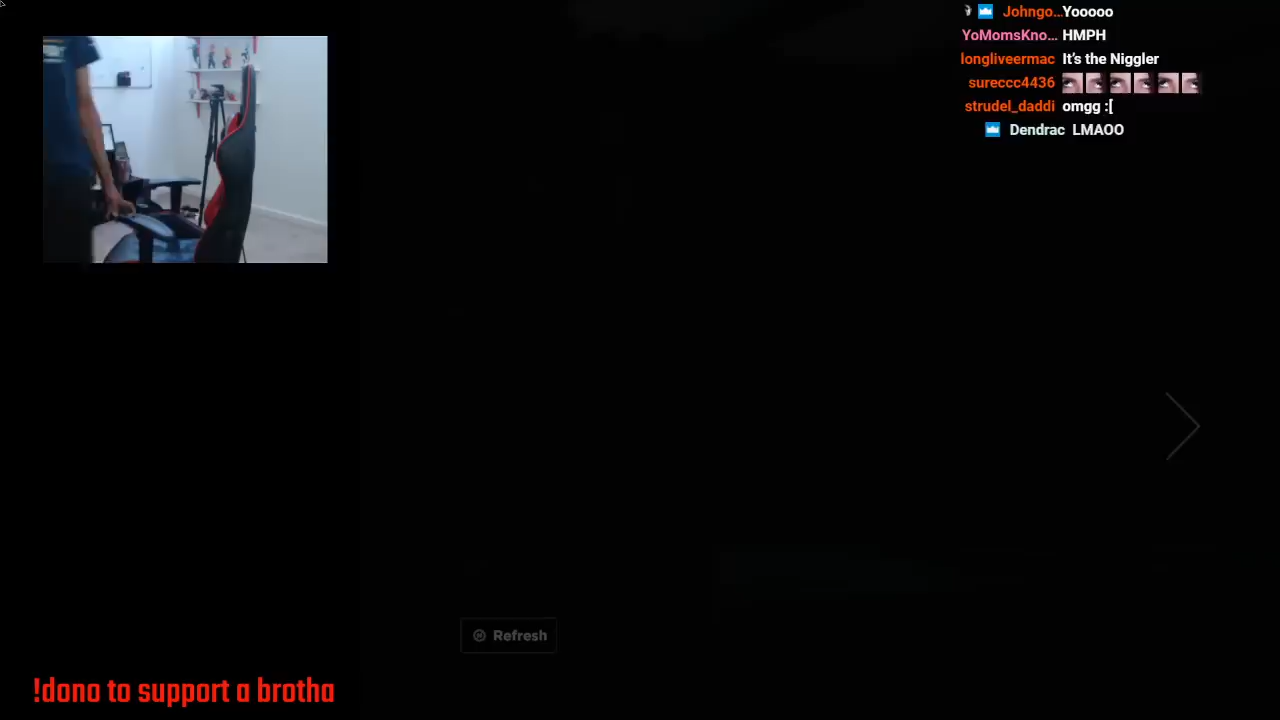 Johngo...Yooooo
YoMomsKno... HMPH
longliveermac It's the Niggler
sureccc4436
strudel_daddi omgg :[
Dendrac LMAOO
Refresh
!dono to support a brotha